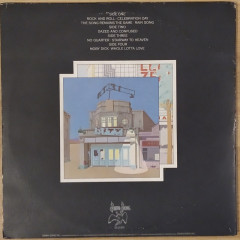 SIDE ONE
ROCK AND ROLL · CELEBRATION DAY
THE SONG REMAINS THE SAME · RAIN SONG
SIDE TWO
DAZED AND CONFUSED
SIDE THREE
NO QUARTER · STAIRWAY TO HEAVEN
SIDE FOUR
MOBY DICK · WHOLE LOTTA LOVE